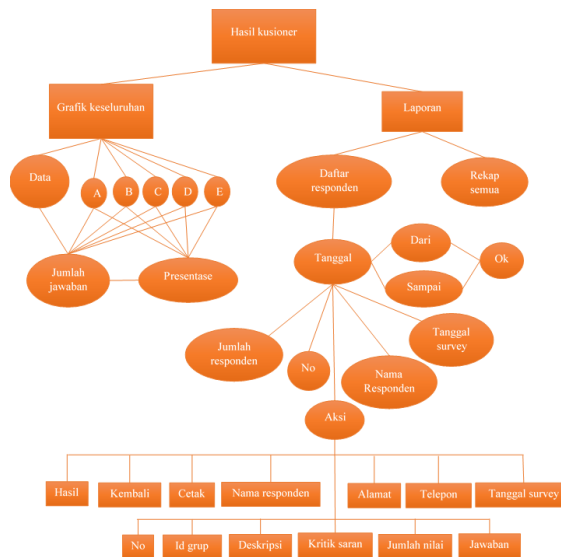 Hasil kusioner
Grafik keseluruhan
Laporan
Data
A
B
C
D
E
Daftar
responden
Rekap
semua
Jumlah
jawaban
Presentase
Tanggal
Dari
Sampai
Ok
Jumlah
responden
No
Nama
Responden
Tanggal
survey
Aksi
Hasil
Kembali
Cetak
Nama responden
Alamat
Telepon
Tanggal survey
No
Id grup
Deskripsi
Kritik saran
Jumlah nilai
Jawaban